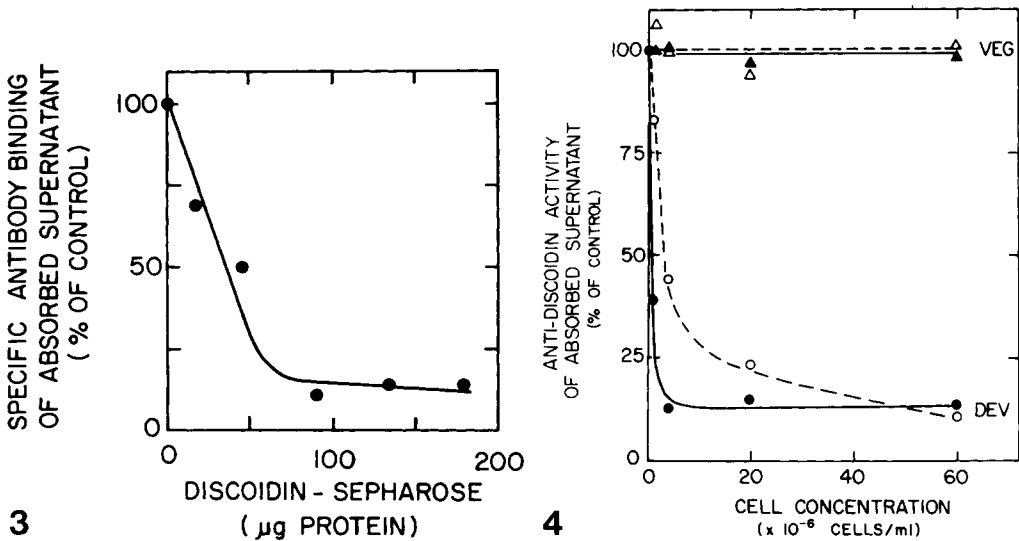 SPECIFIC ANTIBODY BINDING
OF ABSORBED SUPERNATANT
(% OF CONTROL)
100
50
0
0
100
200
DISCOIDIN - SEPHAROSE
(μg PROTEIN)
3
ANTI-DISCOIDIN ACTIVITY
OF ABSORBED SUPERNATANT
(% OF CONTROL)
100
75
50
25
0
VEG
DEV
0
20
40
60
CELL CONCENTRATION
(x 10⁻⁶ CELLS/ml)
4